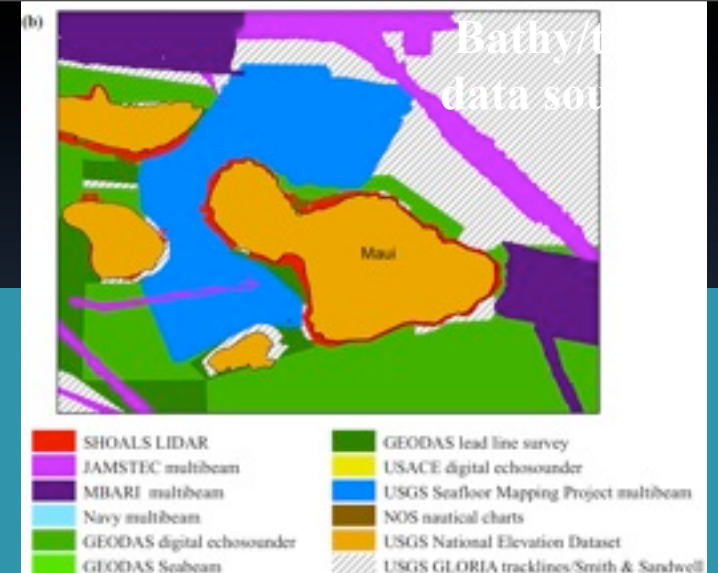 (b)
Bathy/t
data sou
Maui
SHOALS LIDAR
JAMSTEC multibeam
MBARI multibeam
Navy multibeam
GEODAS digital echosounder
GEODAS Seabeam
GEODAS lead line survey
USACE digital echosounder
USGS Seafloor Mapping Project multibeam
NOS nautical charts
USGS National Elevation Dataset
USGS GLORIA tracklines/Smith & Sandwell